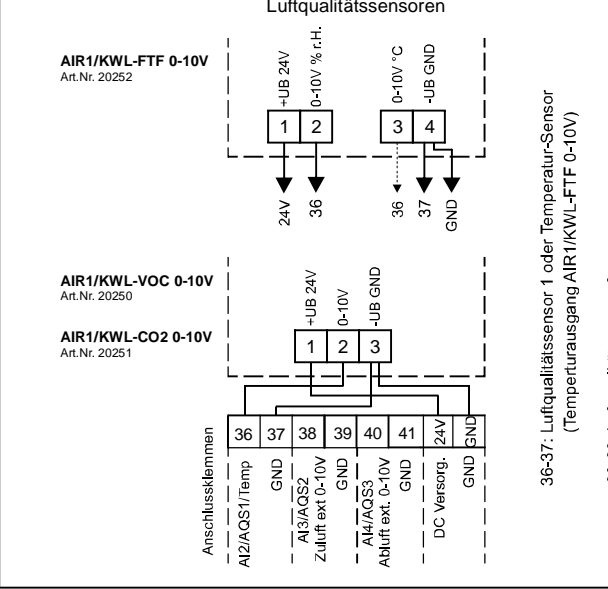 Luftqualitätssensoren
AIR1/KWL-FTF 0-10V
Art.Nr. 20252
+UB 24V
0-10V % r.H.
0-10V °C
-UB GND
1 2 3 4
24V
36
36
37
GND
AIR1/KWL-VOC 0-10V
Art.Nr. 20250
AIR1/KWL-CO2 0-10V
Art.Nr. 20251
+UB 24V
0-10V
-UB GND
1 2 3
Anschlussklemmen
36 37 38 39 40 41 24V GND
AI2/AQS1/Temp
GND
AI3/AQS2
Zuluft ext 0-10V
GND
AI4/AQS3
Abluft ext. 0-10V
GND
DC Versorg.
GND
36-37: Luftqualitätssensor 1 oder Temperatur-Sensor
(Temperturausgang AIR1/KWL-FTF 0-10V)